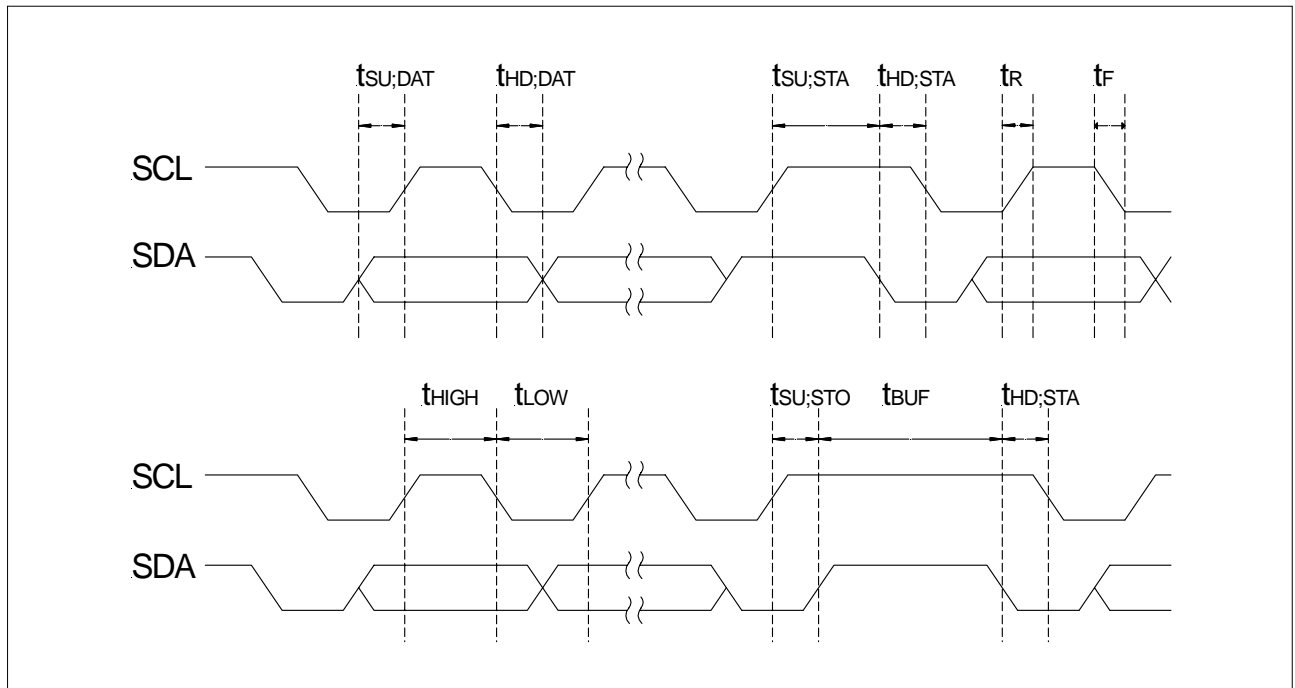 tSU;DAT tHD;DAT tSU;STA tHD;STA tR tF
SCL
SDA
tHIGH tLOW tSU;STO tBUF tHD;STA
SCL
SDA